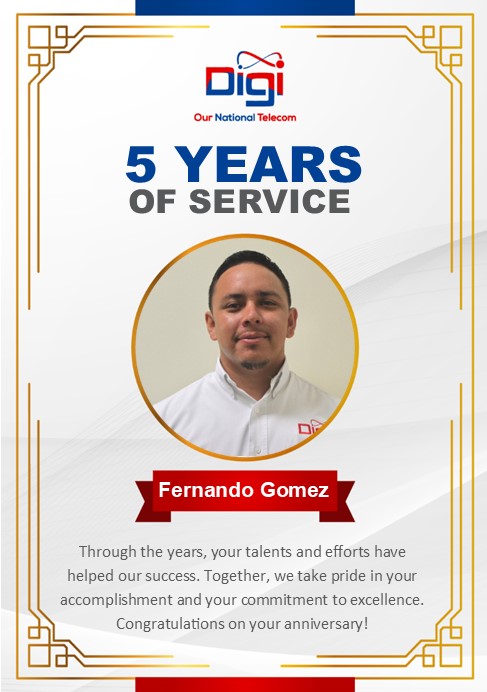 Digi
Our National Telecom
5 YEARS
OF SERVICE
Fernando Gomez
Through the years, your talents and efforts have
helped our success. Together, we take pride in your
accomplishment and your commitment to excellence.
Congratulations on your anniversary!